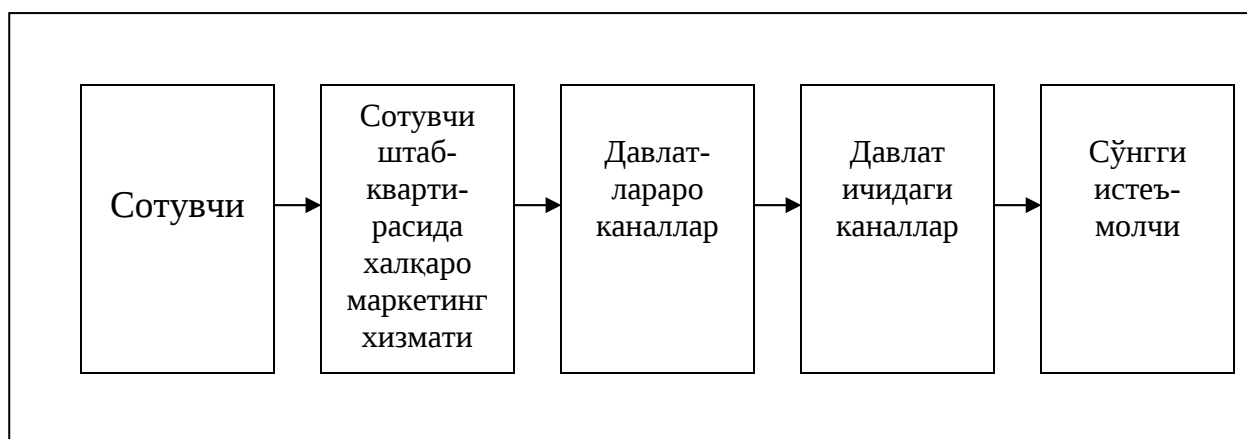 Сотувчи
Сотувчи
штаб-
кварти-
расида
халқаро
маркетинг
хизмати
Давлат-
лараро
каналлар
Давлат
ичидаги
каналлар
Сўнгги
истеъ-
молчи